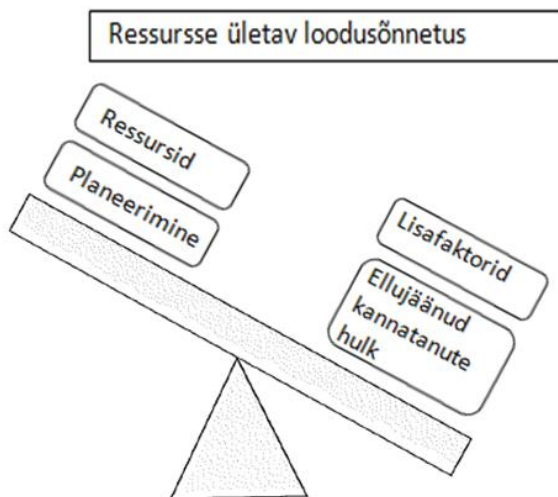 Ressursse ületav loodusõnnetus
Ressursid
Planeerimine
Lisafaktorid
Ellujäänud
kannatanute
hulk